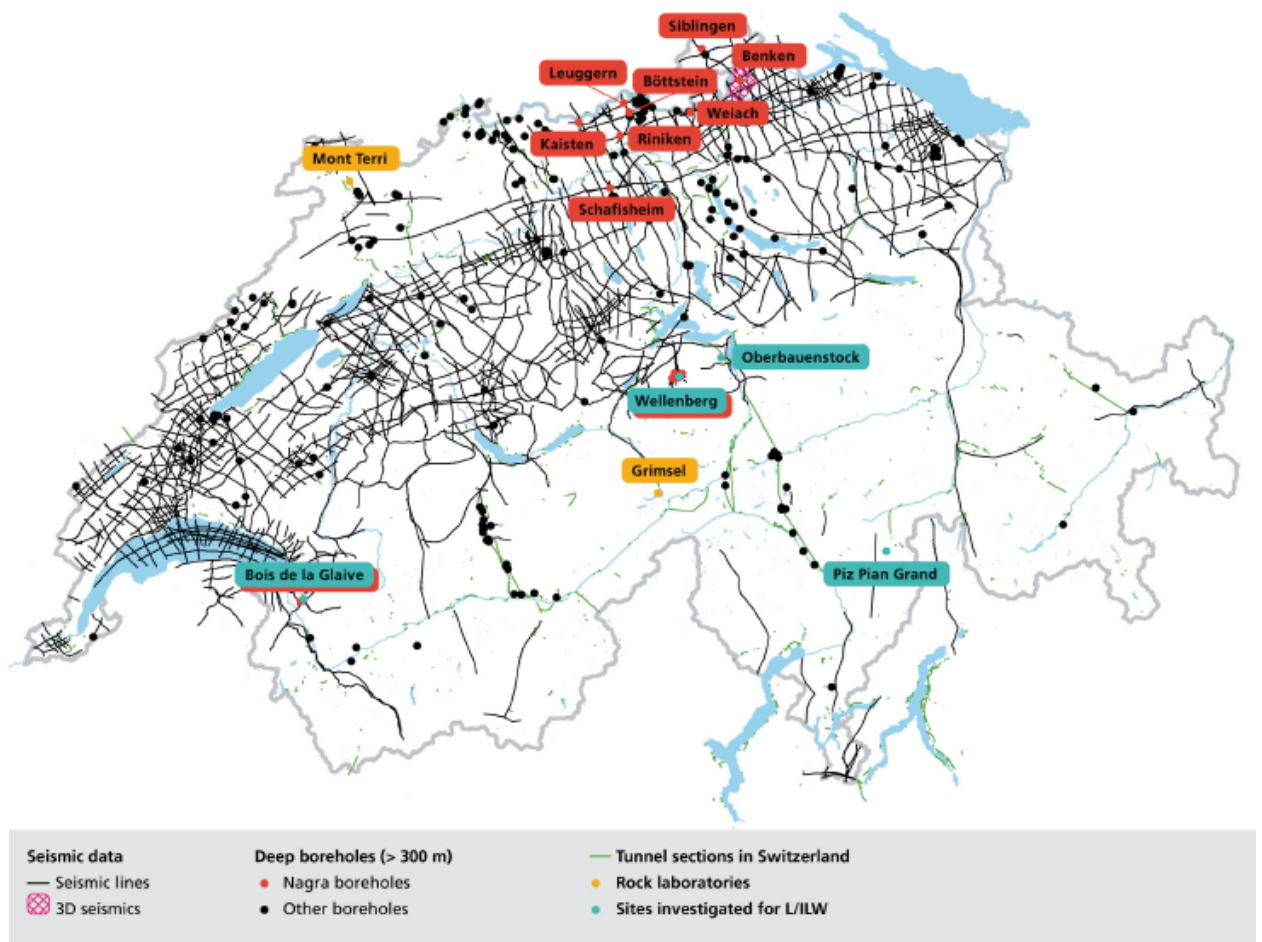 Siblingen
Benken
Leuggern
Böttstein
Weiach
Kaisten
Riniken
Mont Terri
Schafisheim
Oberbauenstock
Wellenberg
Grimsel
Bois de la Glaive
Piz Pian Grand
Seismic data
Seismic lines
3D seismics
Deep boreholes (> 300 m)
Nagra boreholes
Other boreholes
Tunnel sections in Switzerland
Rock laboratories
Sites investigated for L/ILW